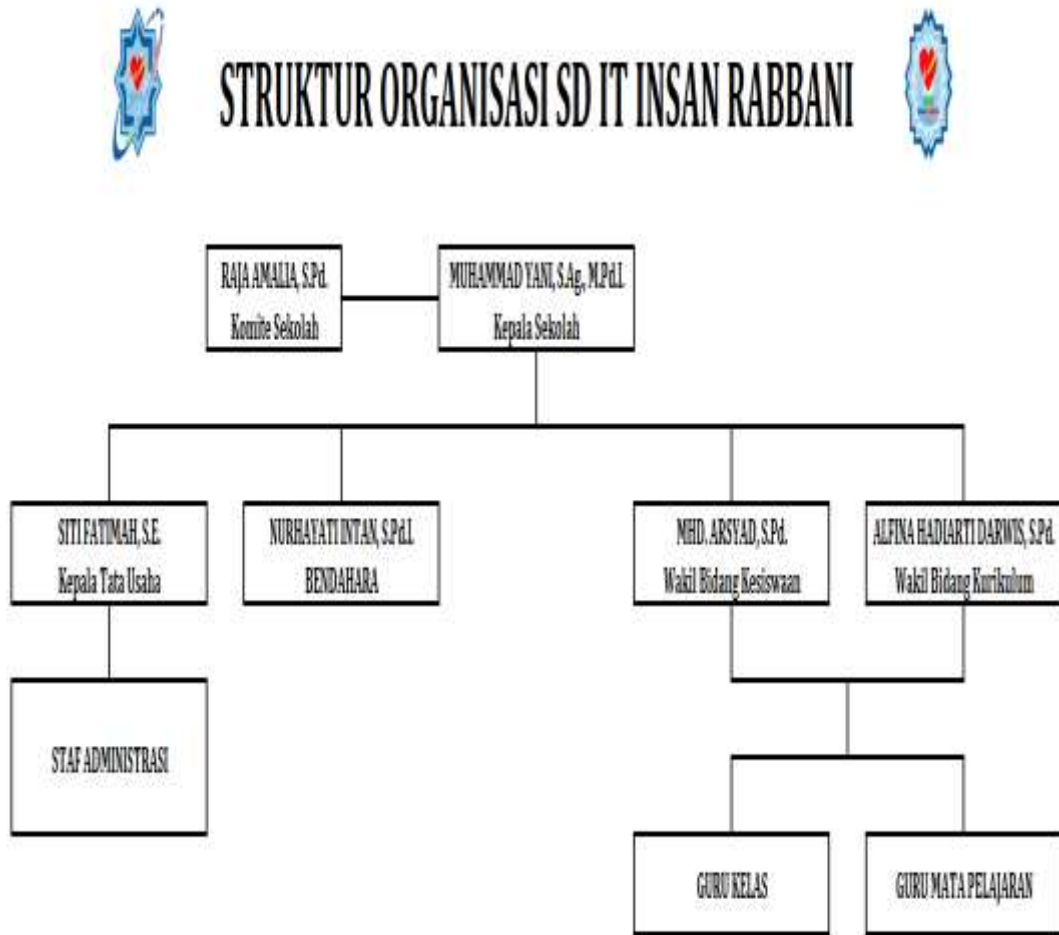 STRUKTUR ORGANISASI SD IT INSAN RABBANI
RAJA AMALIA, S.Pd.
Komite Sekolah
MUHAMMAD YANI, S.Ag., M.Pd.I.
Kepala Sekolah
SITI FATIMAH, S.E.
Kepala Tata Usaha
NURHAYATI INTAN, S.Pd.I.
BENDAHARA
MHD. ARSYAD, S.Pd.
Wakil Bidang Kesiswaan
ALFINA HADIARTI DARWIS, S.Pd.
Wakil Bidang Kurikulum
STAF ADMINISTRASI
GURU KELAS
GURU MATA PELAJARAN